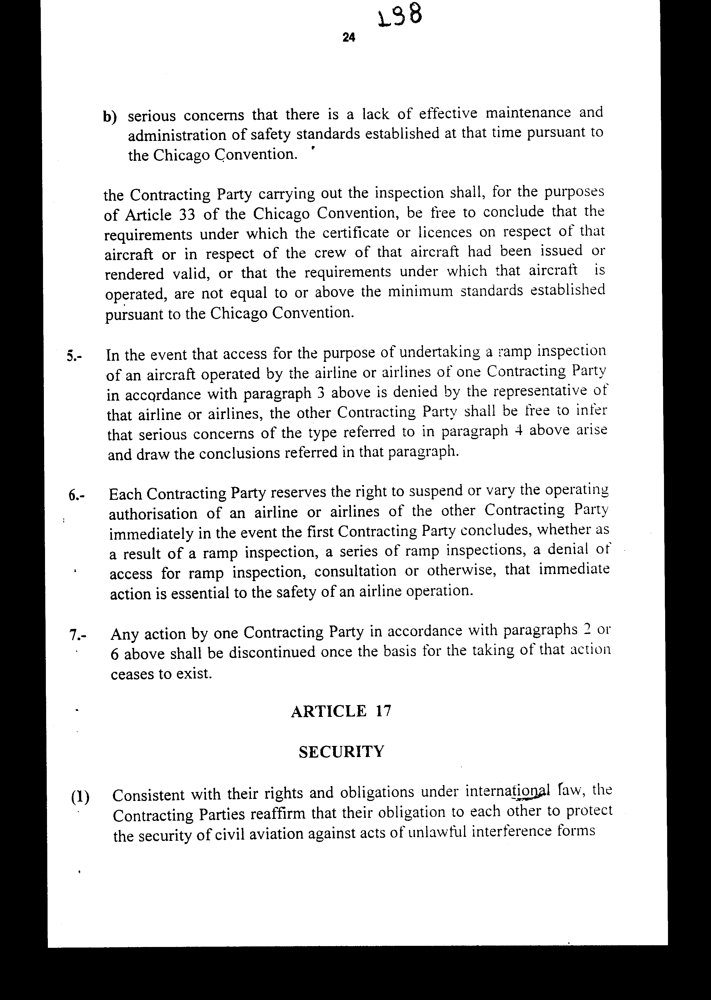 198
24
b) serious concerns that there is a lack of effective maintenance and
administration of safety standards established at that time pursuant to
the Chicago Convention.
the Contracting Party carrying out the inspection shall, for the purposes
of Article 33 of the Chicago Convention, be free to conclude that the
requirements under which the certificate or licences on respect of that
aircraft or in respect of the crew of that aircraft had been issued or
rendered valid, or that the requirements under which that aircraft is
operated, are not equal to or above the minimum standards established
pursuant to the Chicago Convention.
5.- In the event that access for the purpose of undertaking a ramp inspection
of an aircraft operated by the airline or airlines of one Contracting Party
in accordance with paragraph 3 above is denied by the representative of
that airline or airlines, the other Contracting Party shall be free to infer
that serious concerns of the type referred to in paragraph 4 above arise
and draw the conclusions referred in that paragraph.
6.- Each Contracting Party reserves the right to suspend or vary the operating
authorisation of an airline or airlines of the other Contracting Party
immediately in the event the first Contracting Party concludes, whether as
a result of a ramp inspection, a series of ramp inspections, a denial of
access for ramp inspection, consultation or otherwise, that immediate
action is essential to the safety of an airline operation.
7.- Any action by one Contracting Party in accordance with paragraphs 2 or
6 above shall be discontinued once the basis for the taking of that action
ceases to exist.
ARTICLE 17
SECURITY
(1) Consistent with their rights and obligations under international law, the
Contracting Parties reaffirm that their obligation to each other to protect
the security of civil aviation against acts of unlawful interference forms